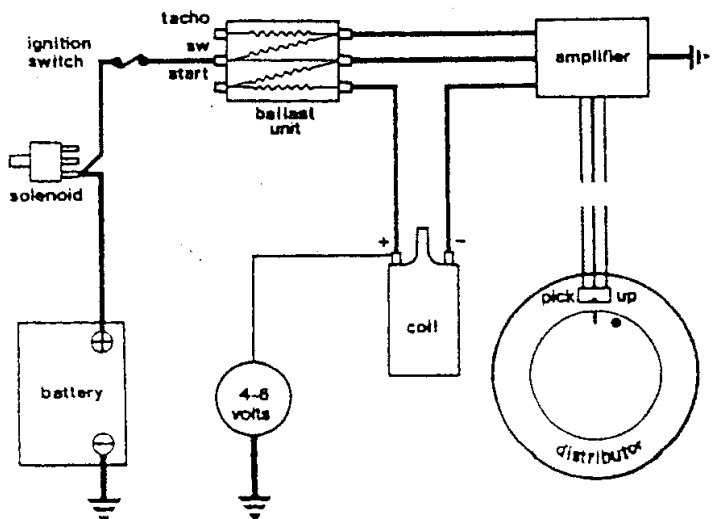 tacho
ignition
switch
sw
start
ballast
unit
amplifier
solenoid
+
-
pick up
coil
battery
4-6
volts
distributor